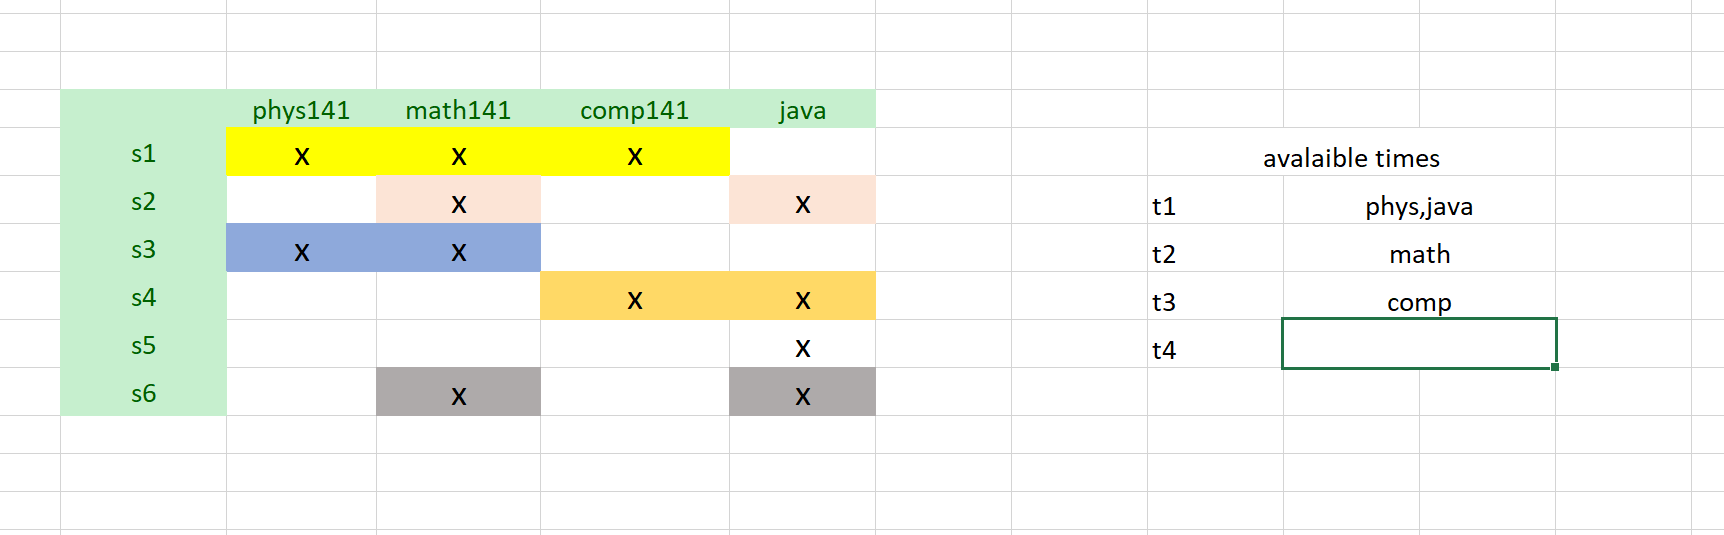 phys141 math141 comp141 java
s1 x x x
avalaible times
s2 x x
t1 phys,java
s3 x x
t2 math
s4 x x
t3 comp
s5 x
t4
s6 x x